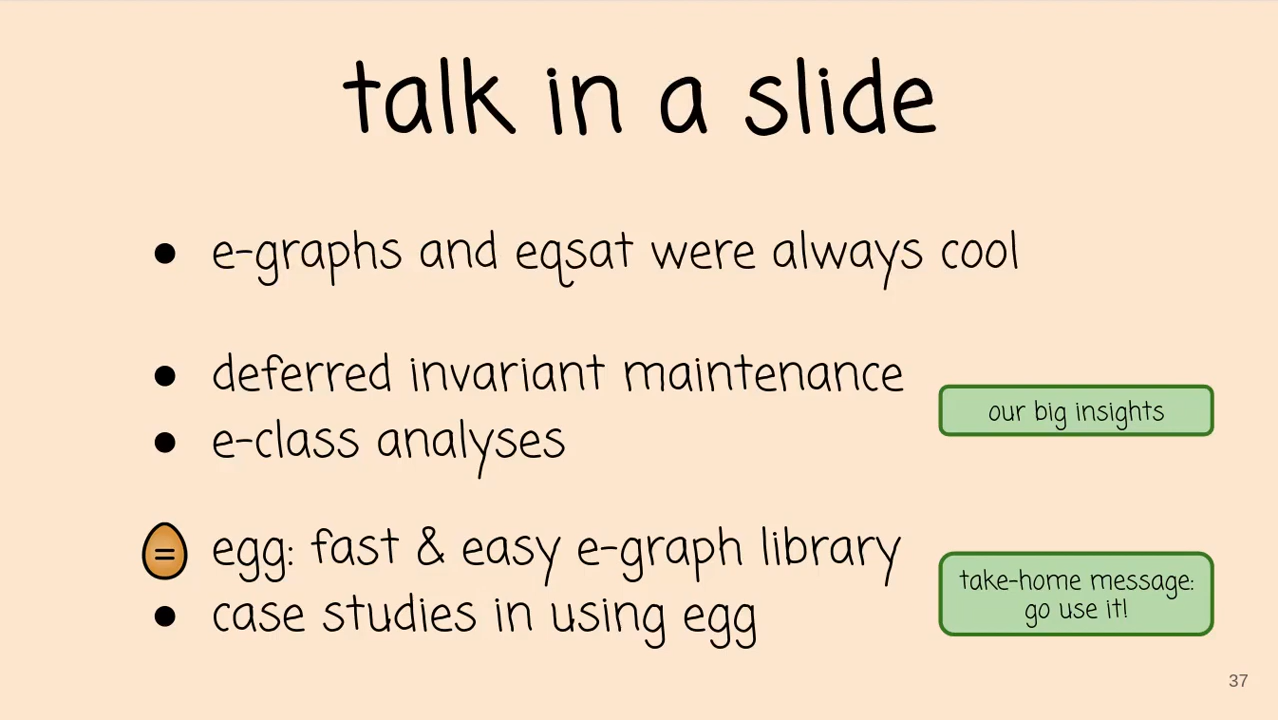 talk in a slide
● e-graphs and eqsat were always cool
● deferred invariant maintenance
our big insights
● e-class analyses
= egg: fast & easy e-graph library
take-home message:
go use it!
● case studies in using egg
37